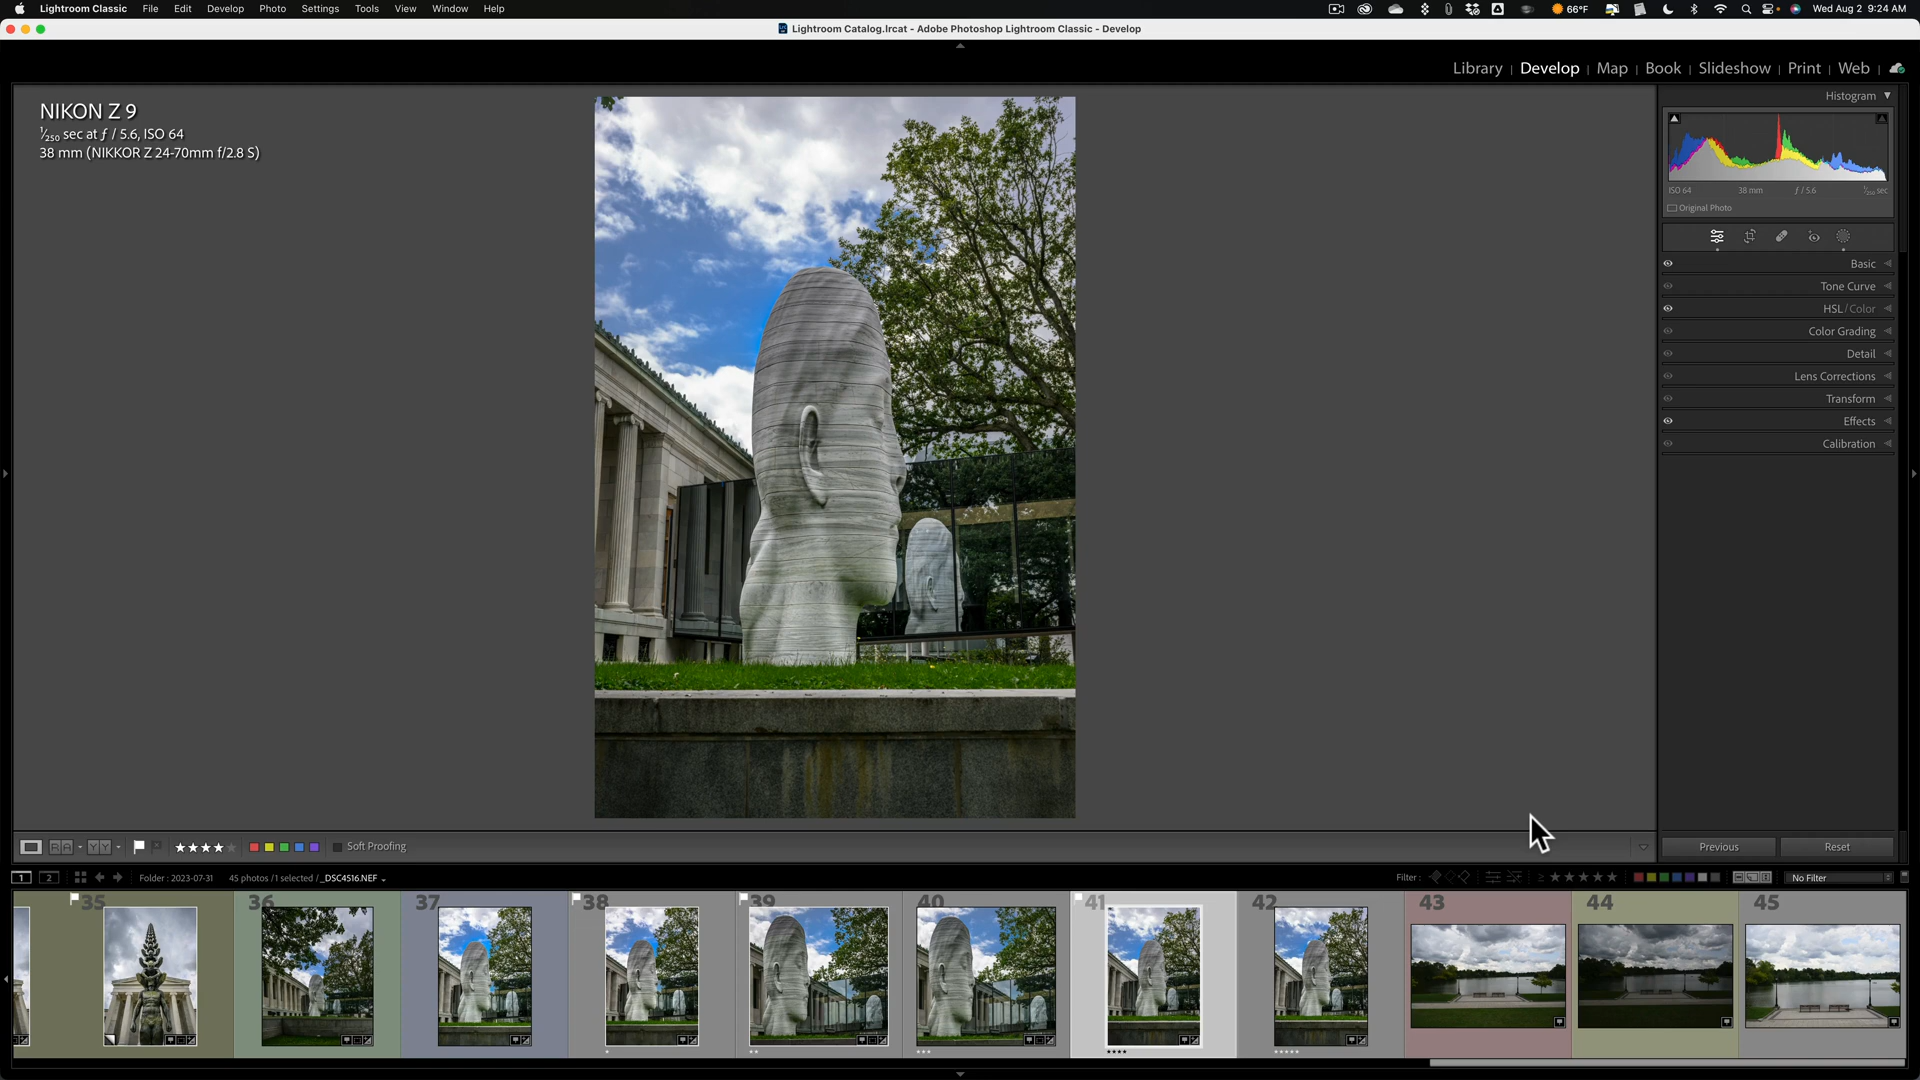 Lightroom Classic File Edit Develop Photo Settings Tools View Window Help 66°F Wed Aug 2 9:24 AM
Lightroom Catalog.lrcat - Adobe Photoshop Lightroom Classic - Develop
Library | Develop | Map | Book | Slideshow | Print | Web
NIKON Z 9
1/250 sec at ƒ / 5.6, ISO 64
38 mm (NIKKOR Z 24-70mm f/2.8 S)
Histogram
ISO 64 38 mm ƒ / 5.6 1/250 sec
Original Photo
Basic
Tone Curve
HSL / Color
Color Grading
Detail
Lens Corrections
Transform
Effects
Calibration
R A Y Y Soft Proofing
Previous Reset
1 2 Folder : 2023-07-31 45 photos / 1 selected / _DSC4516.NEF Filter : No Filter
35 36 37 38 39 40 41 42 43 44 45